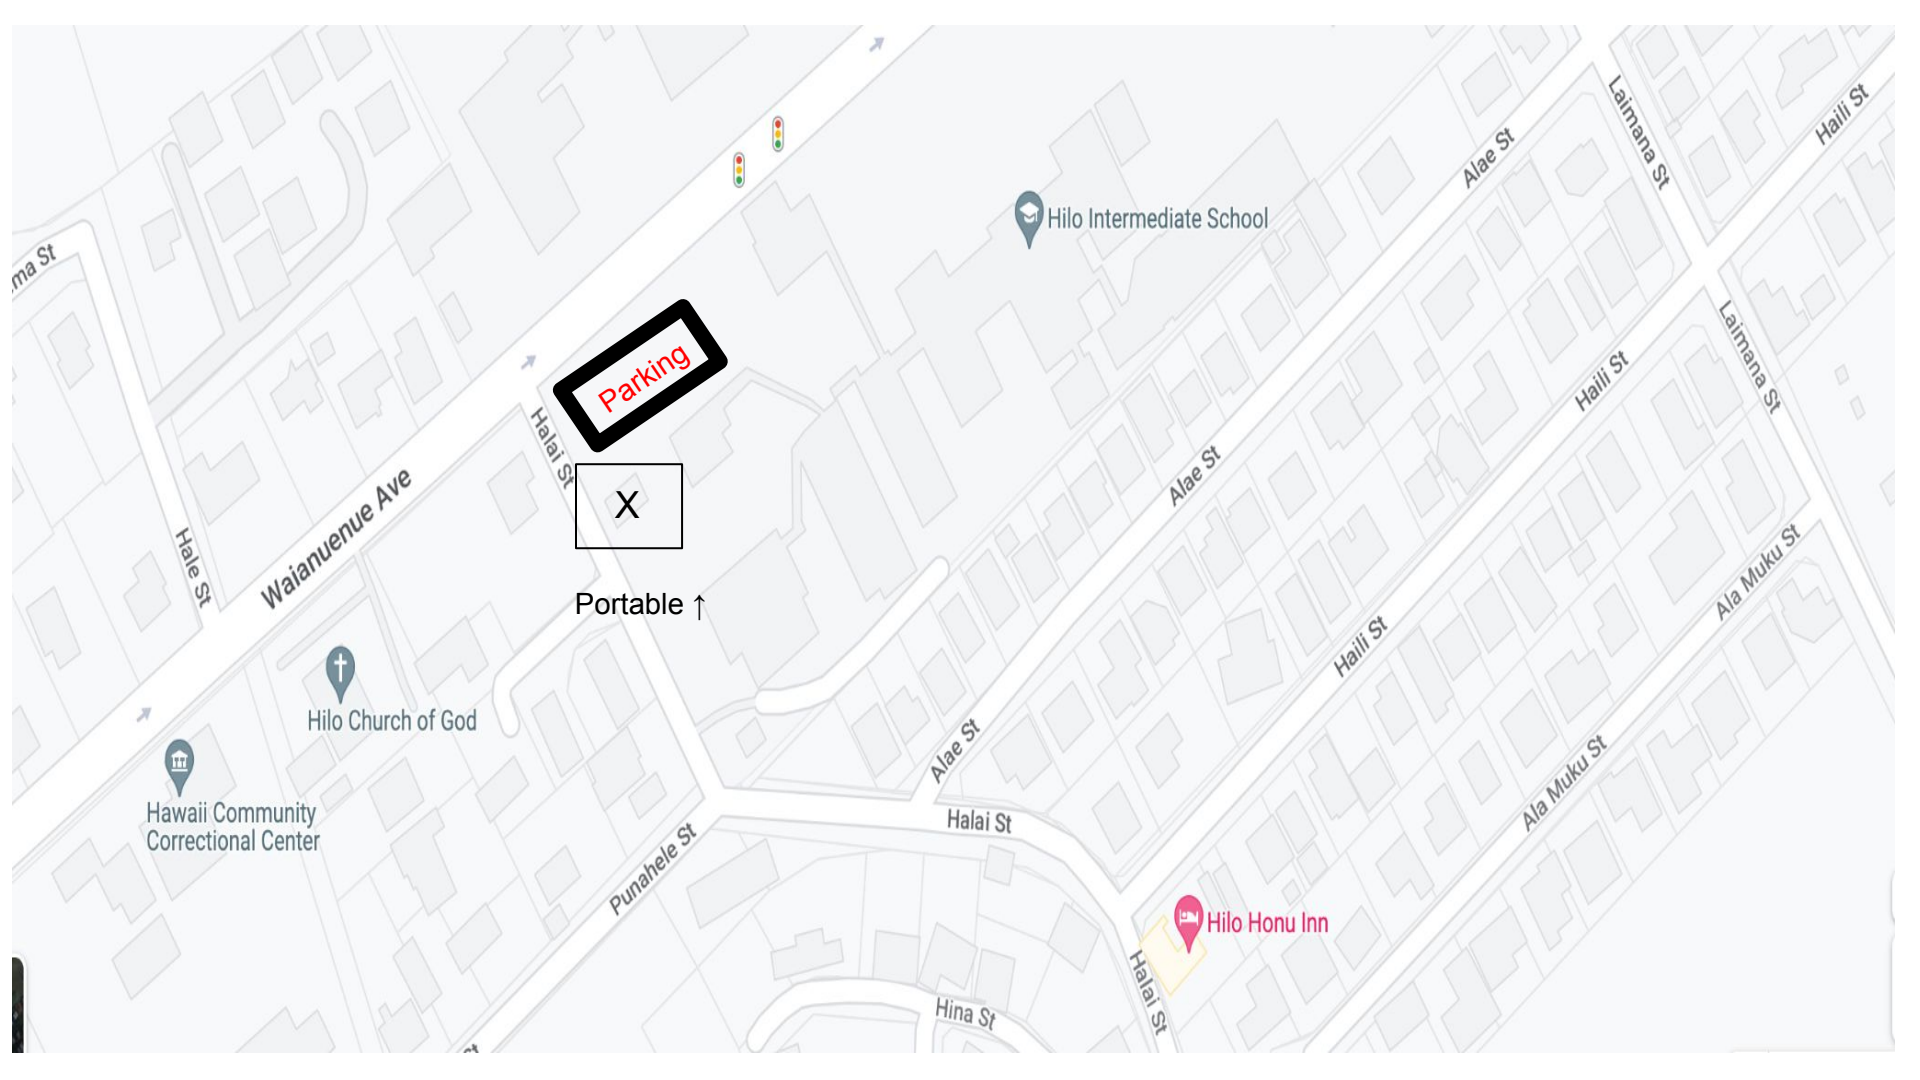 Laimana St
Haili St
Alae St
Hilo Intermediate School
ma St
Laimana St
Parking
Haili St
Halai St
Alae St
X
Waianuenue Ave
Hale St
Ala Muku St
Portable ↑
Haili St
Hilo Church of God
Alae St
Ala Muku St
Hawaii Community
Correctional Center
Halai St
Punahele St
Hilo Honu Inn
Halai St
Hina St
St